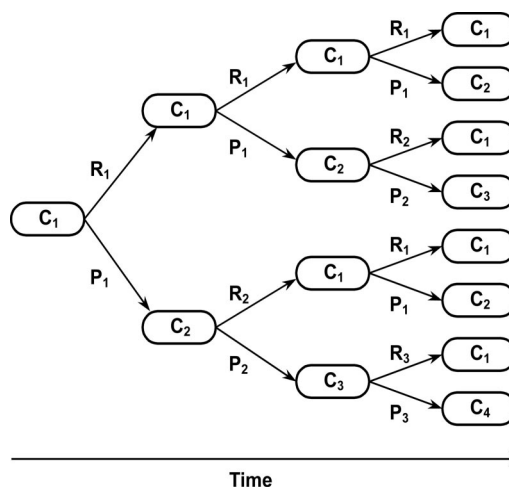 R₁ C₁
C₁
R₁ P₁ C₂
C₁
P₁ R₂ C₁
C₂
R₁ P₂ C₃
C₁
P₁ R₁ C₁
C₁
R₂ P₁ C₂
C₂
P₂ R₃ C₁
C₃
P₃ C₄
Time